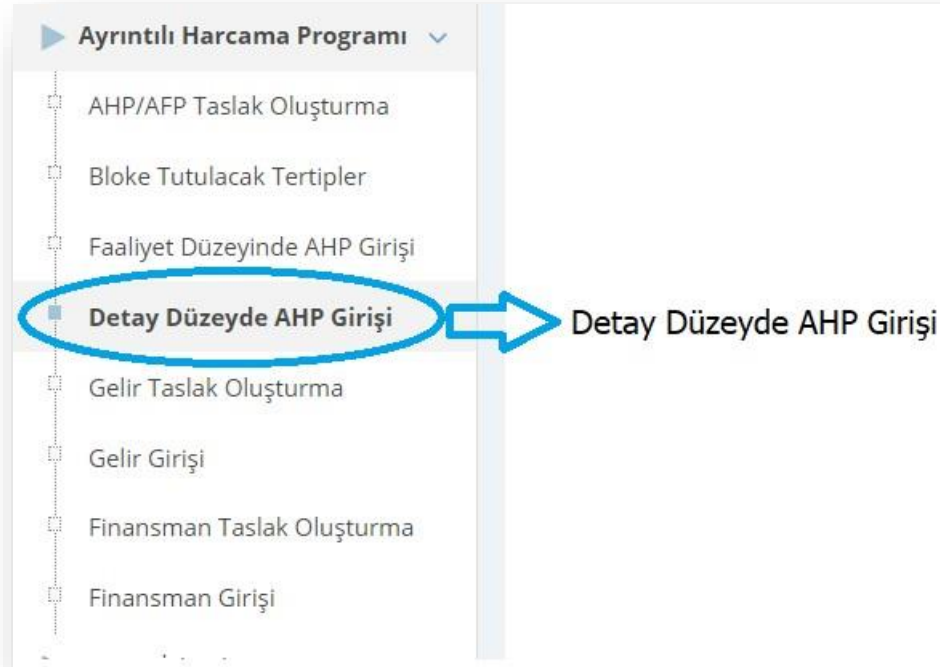 Ayrıntılı Harcama Programı
AHP/AFP Taslak Oluşturma
Bloke Tutulacak Tertipler
Faaliyet Düzeyinde AHP Girişi
Detay Düzeyde AHP Girişi
Detay Düzeyde AHP Girişi
Gelir Taslak Oluşturma
Gelir Girişi
Finansman Taslak Oluşturma
Finansman Girişi